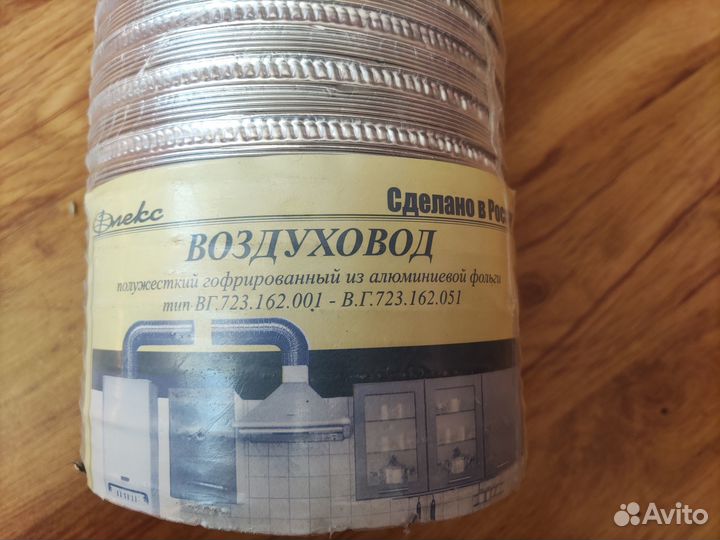 Флекс
Сделано в Рос
ВОЗДУХОВОД
полужесткий гофрированный из алюминиевой фольги
тип ВГ.723.162.001 - В.Г.723.162.051
Avito